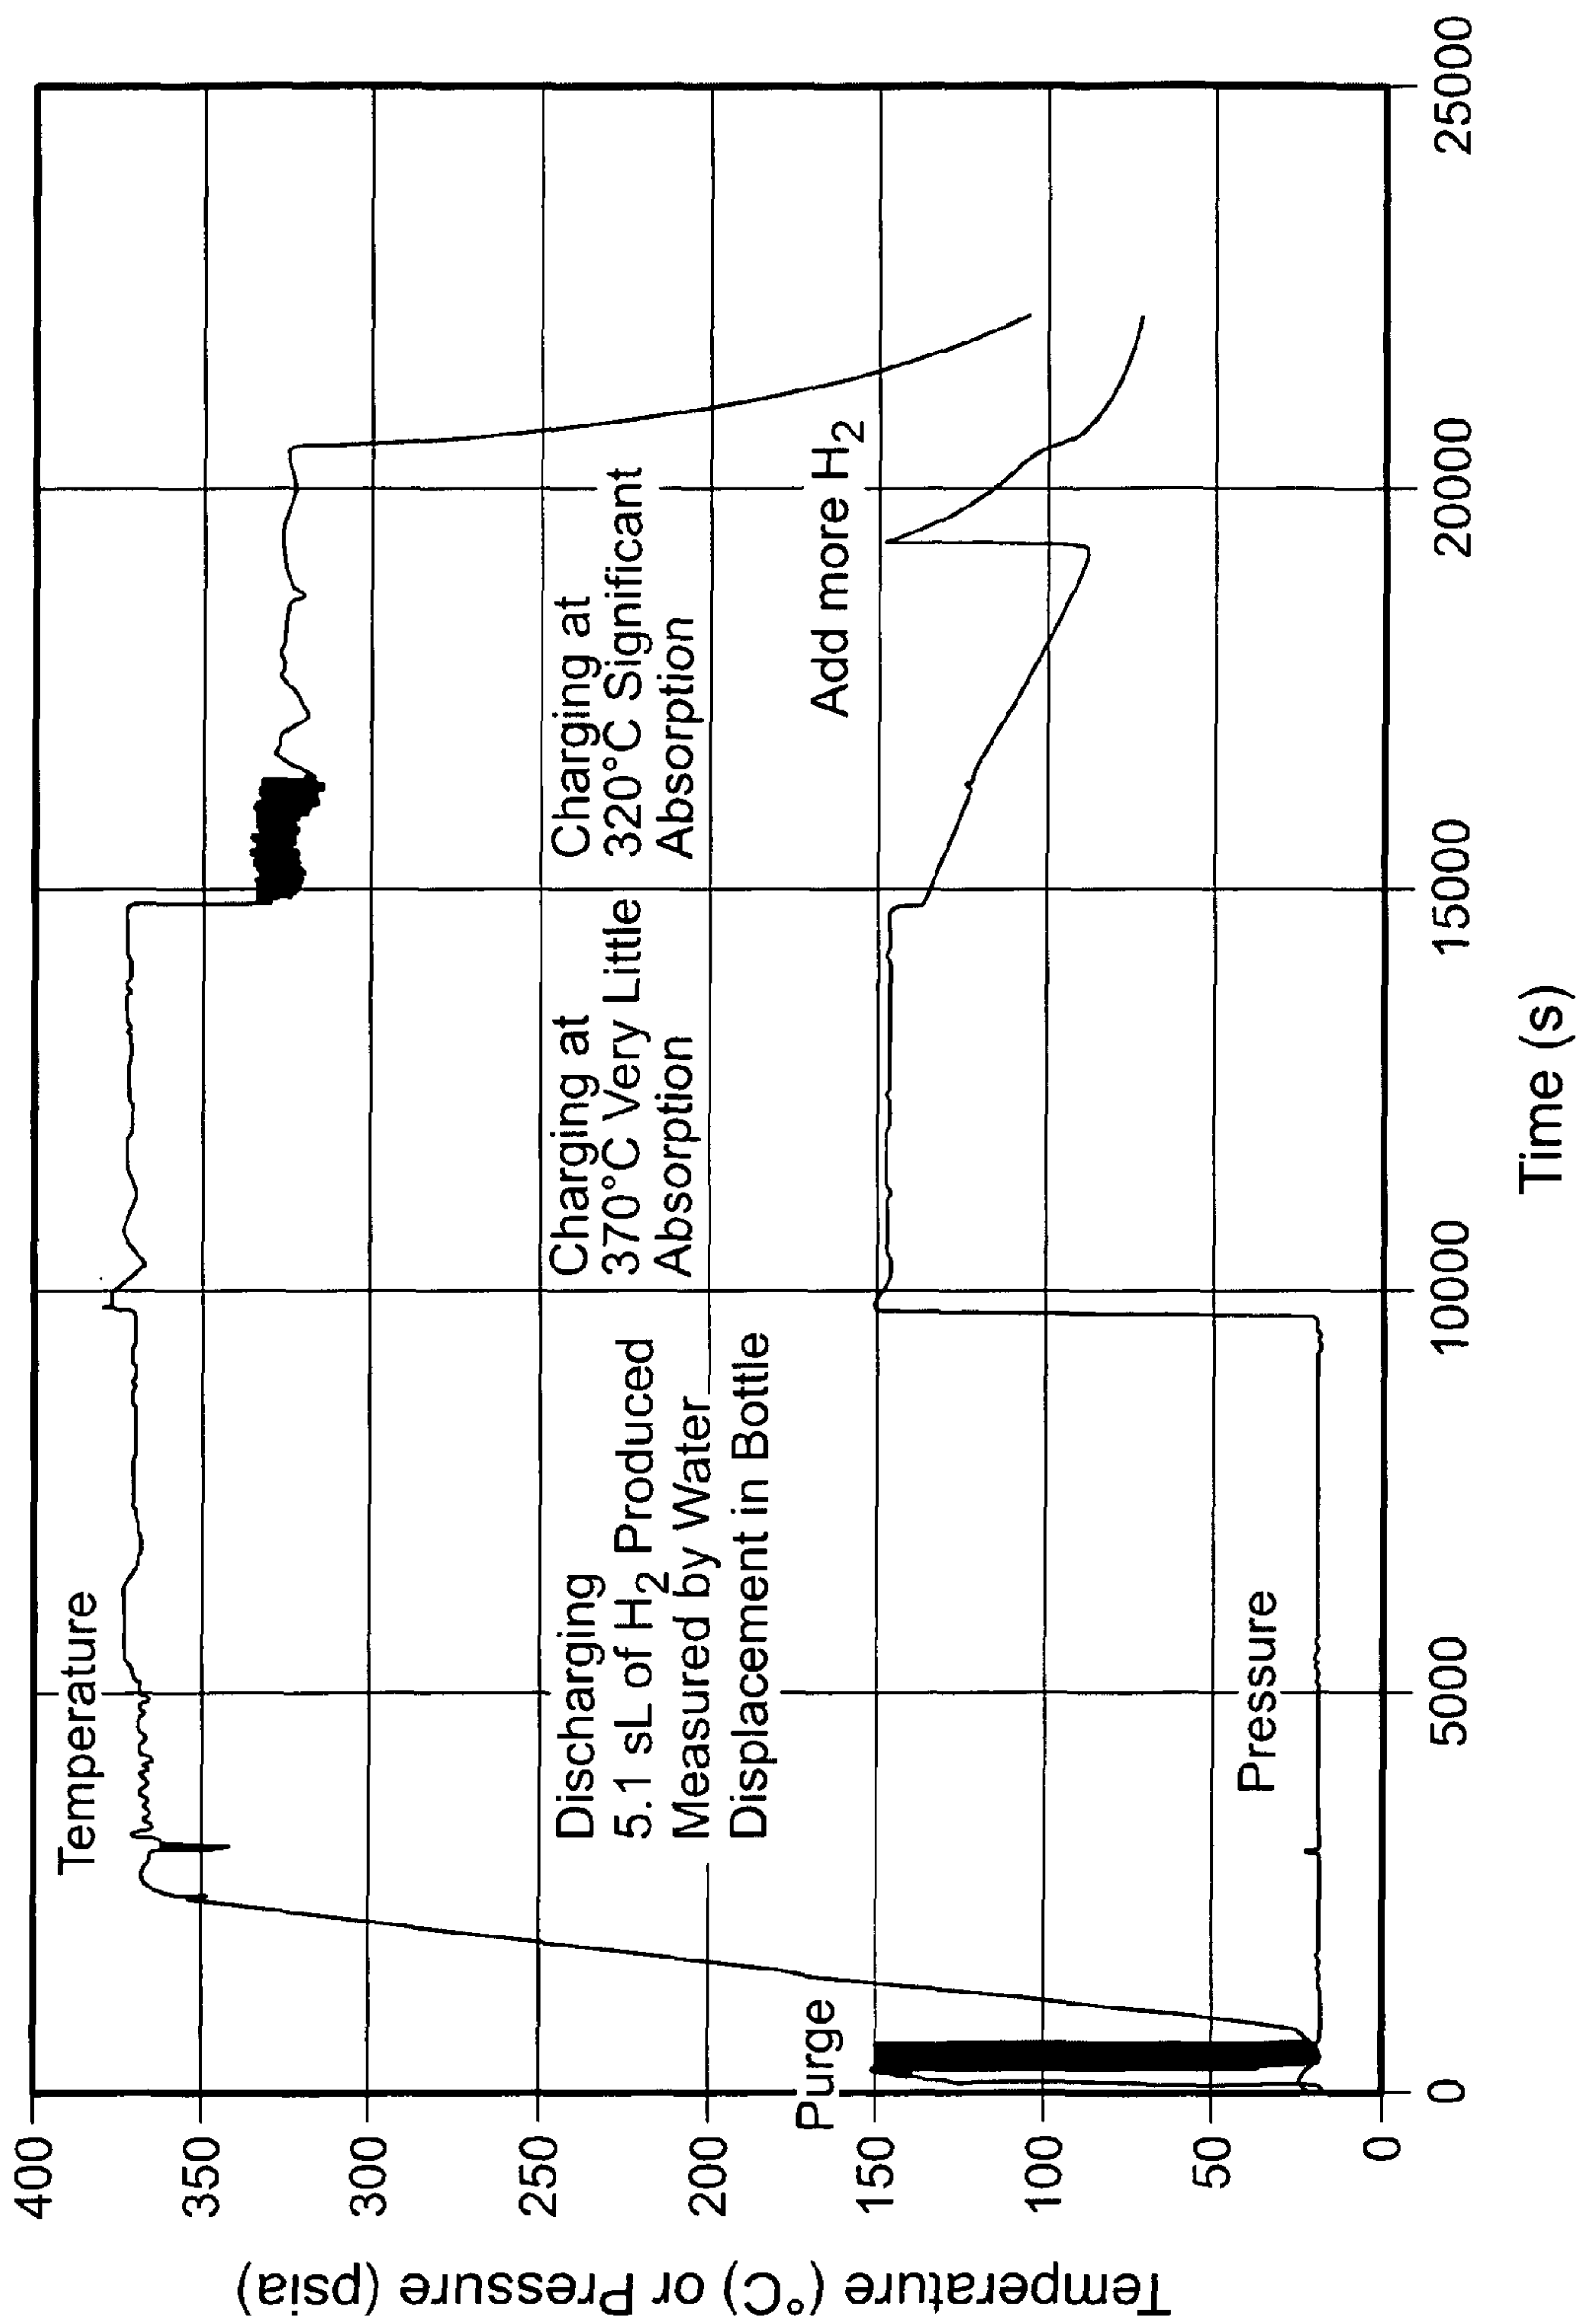 Temperature (°C) or Pressure (psia)
400
350
300
250
200
150
100
50
0
Temperature
Discharging
5.1 sL of H2 Produced
Measured by Water
Displacement in Bottle
Charging at
370°C Very Little
Absorption
Charging at
320°C Significant
Absorption
Purge
Add more H2
Pressure
0
5000
10000
15000
20000
25000
Time (s)